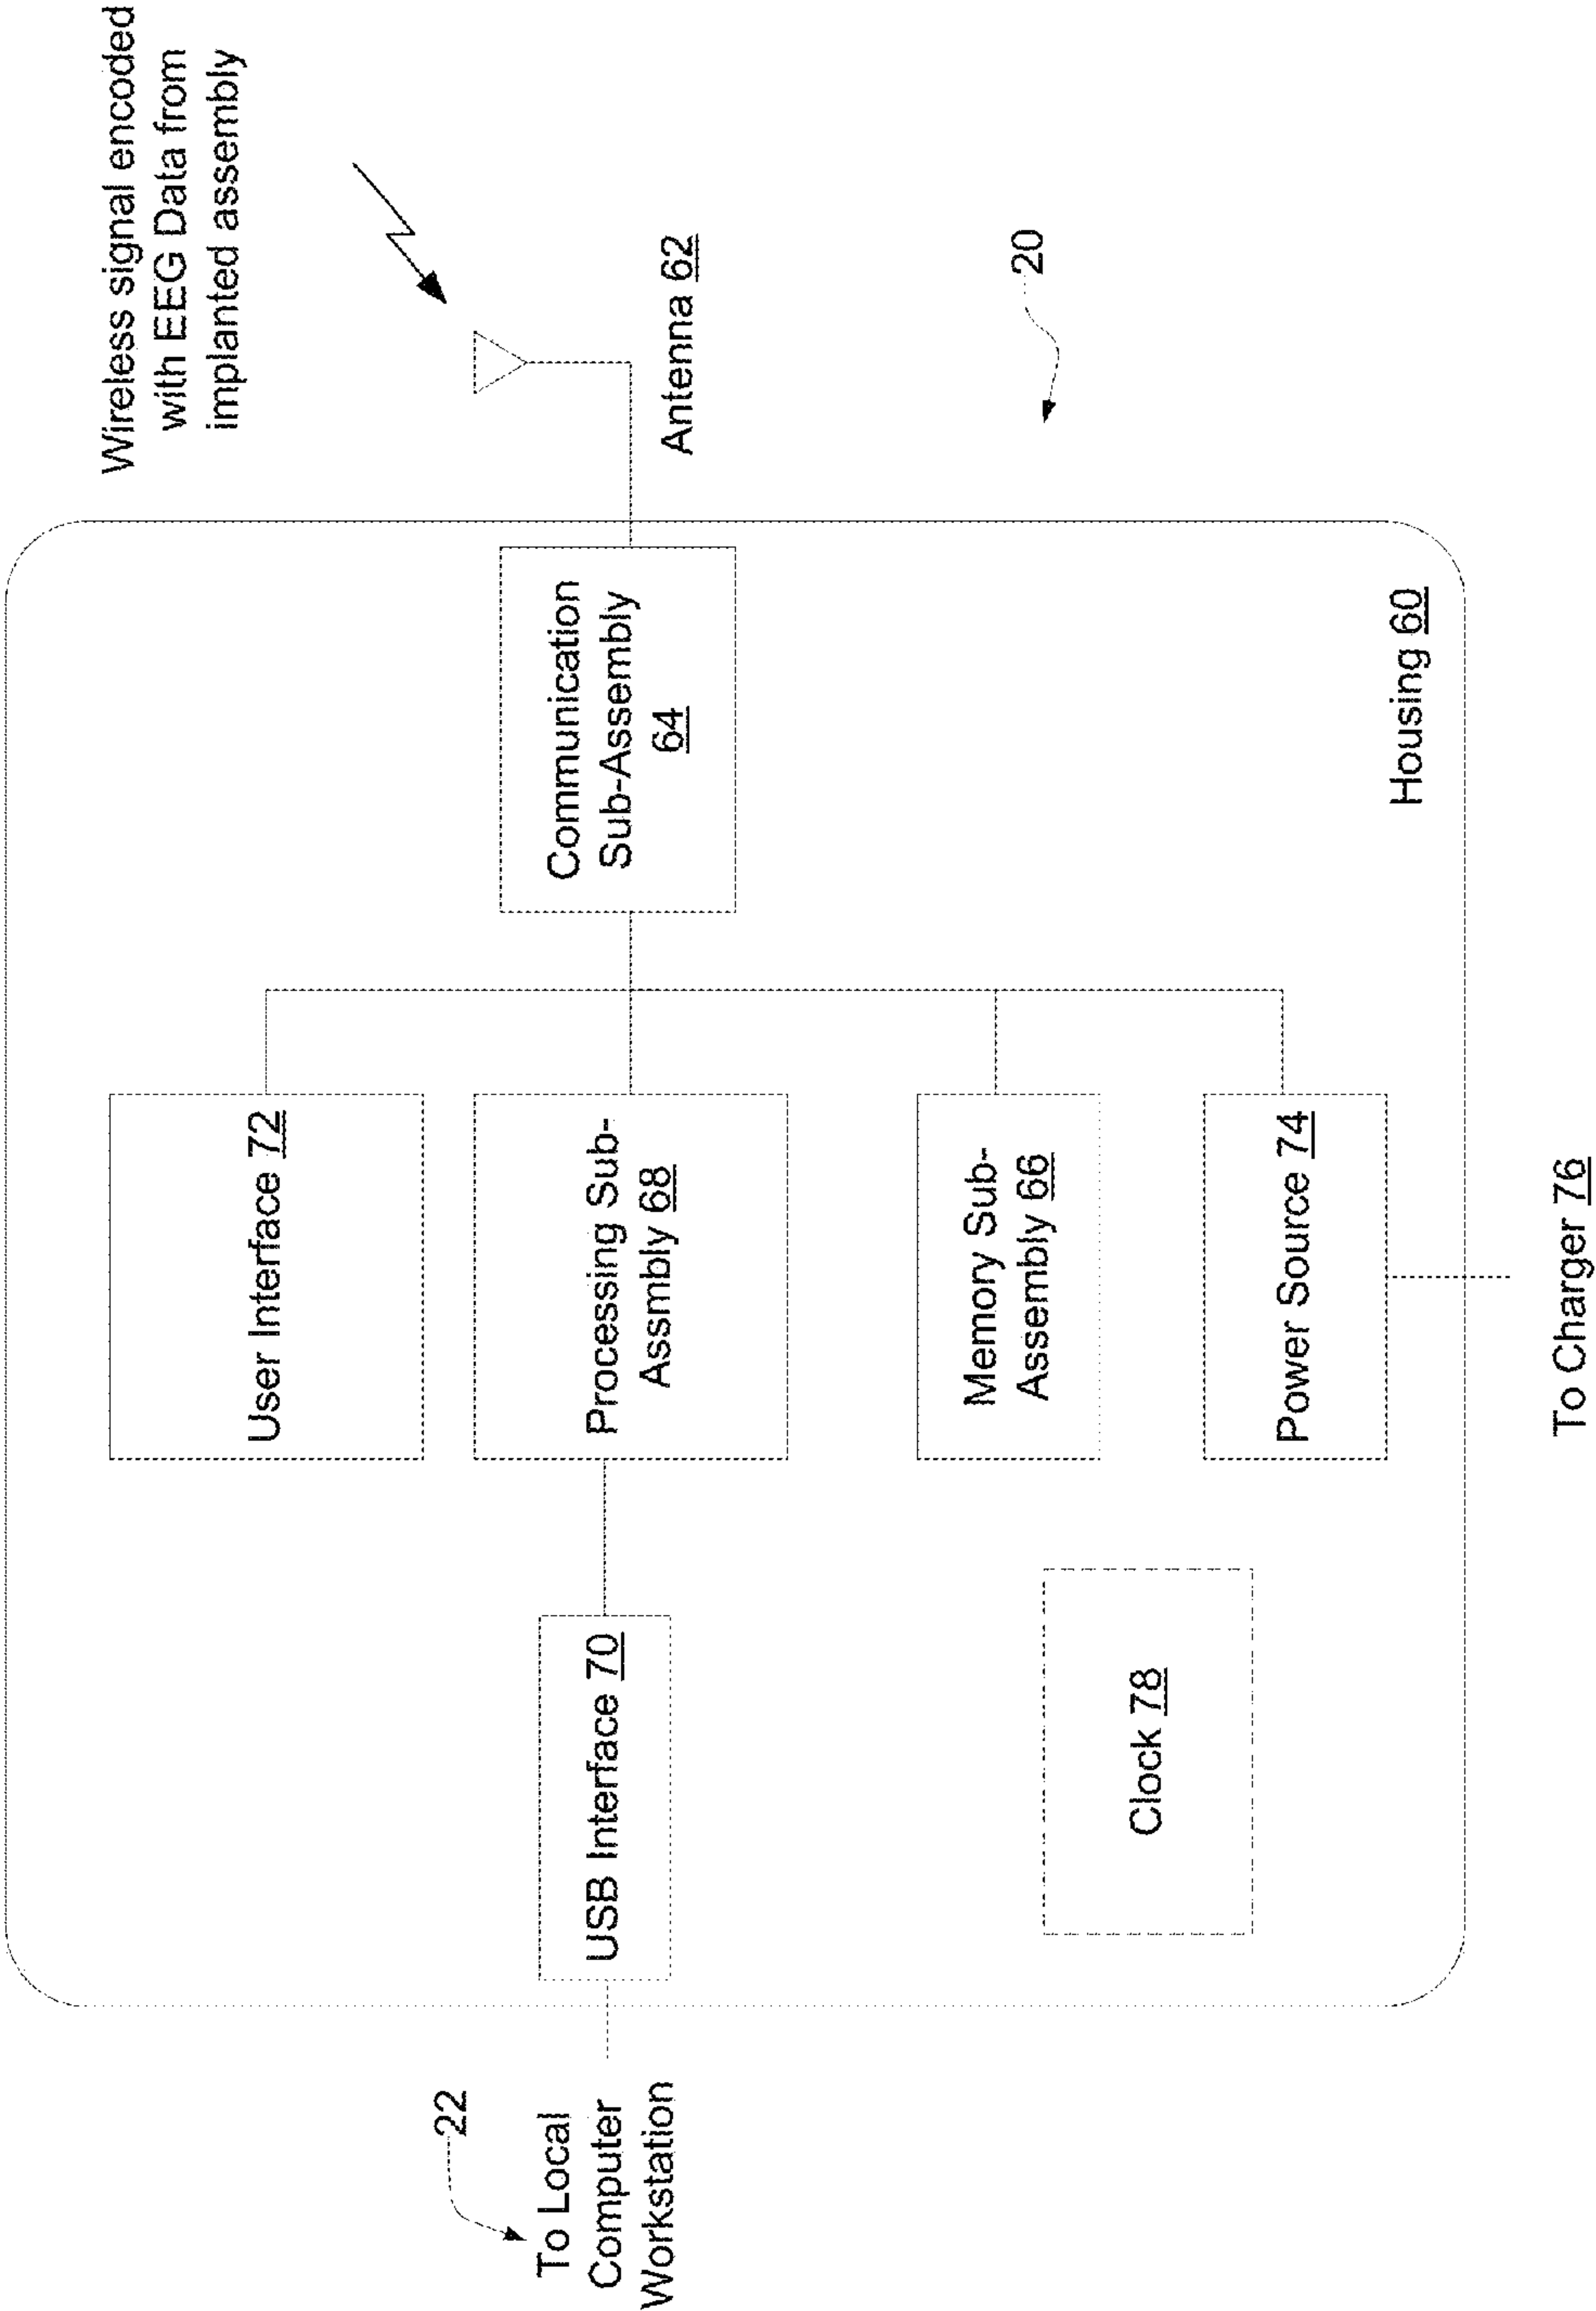 Wireless signal encoded
with EEG Data from
implanted assembly
Antenna 62
20
Communication
Sub-Assembly
64
User Interface 72
Processing Sub-
Assmbly 68
Memory Sub-
Assembly 66
Power Source 74
USB Interface 70
Clock 78
Housing 60
22
To Local
Computer
Workstation
To Charger 76